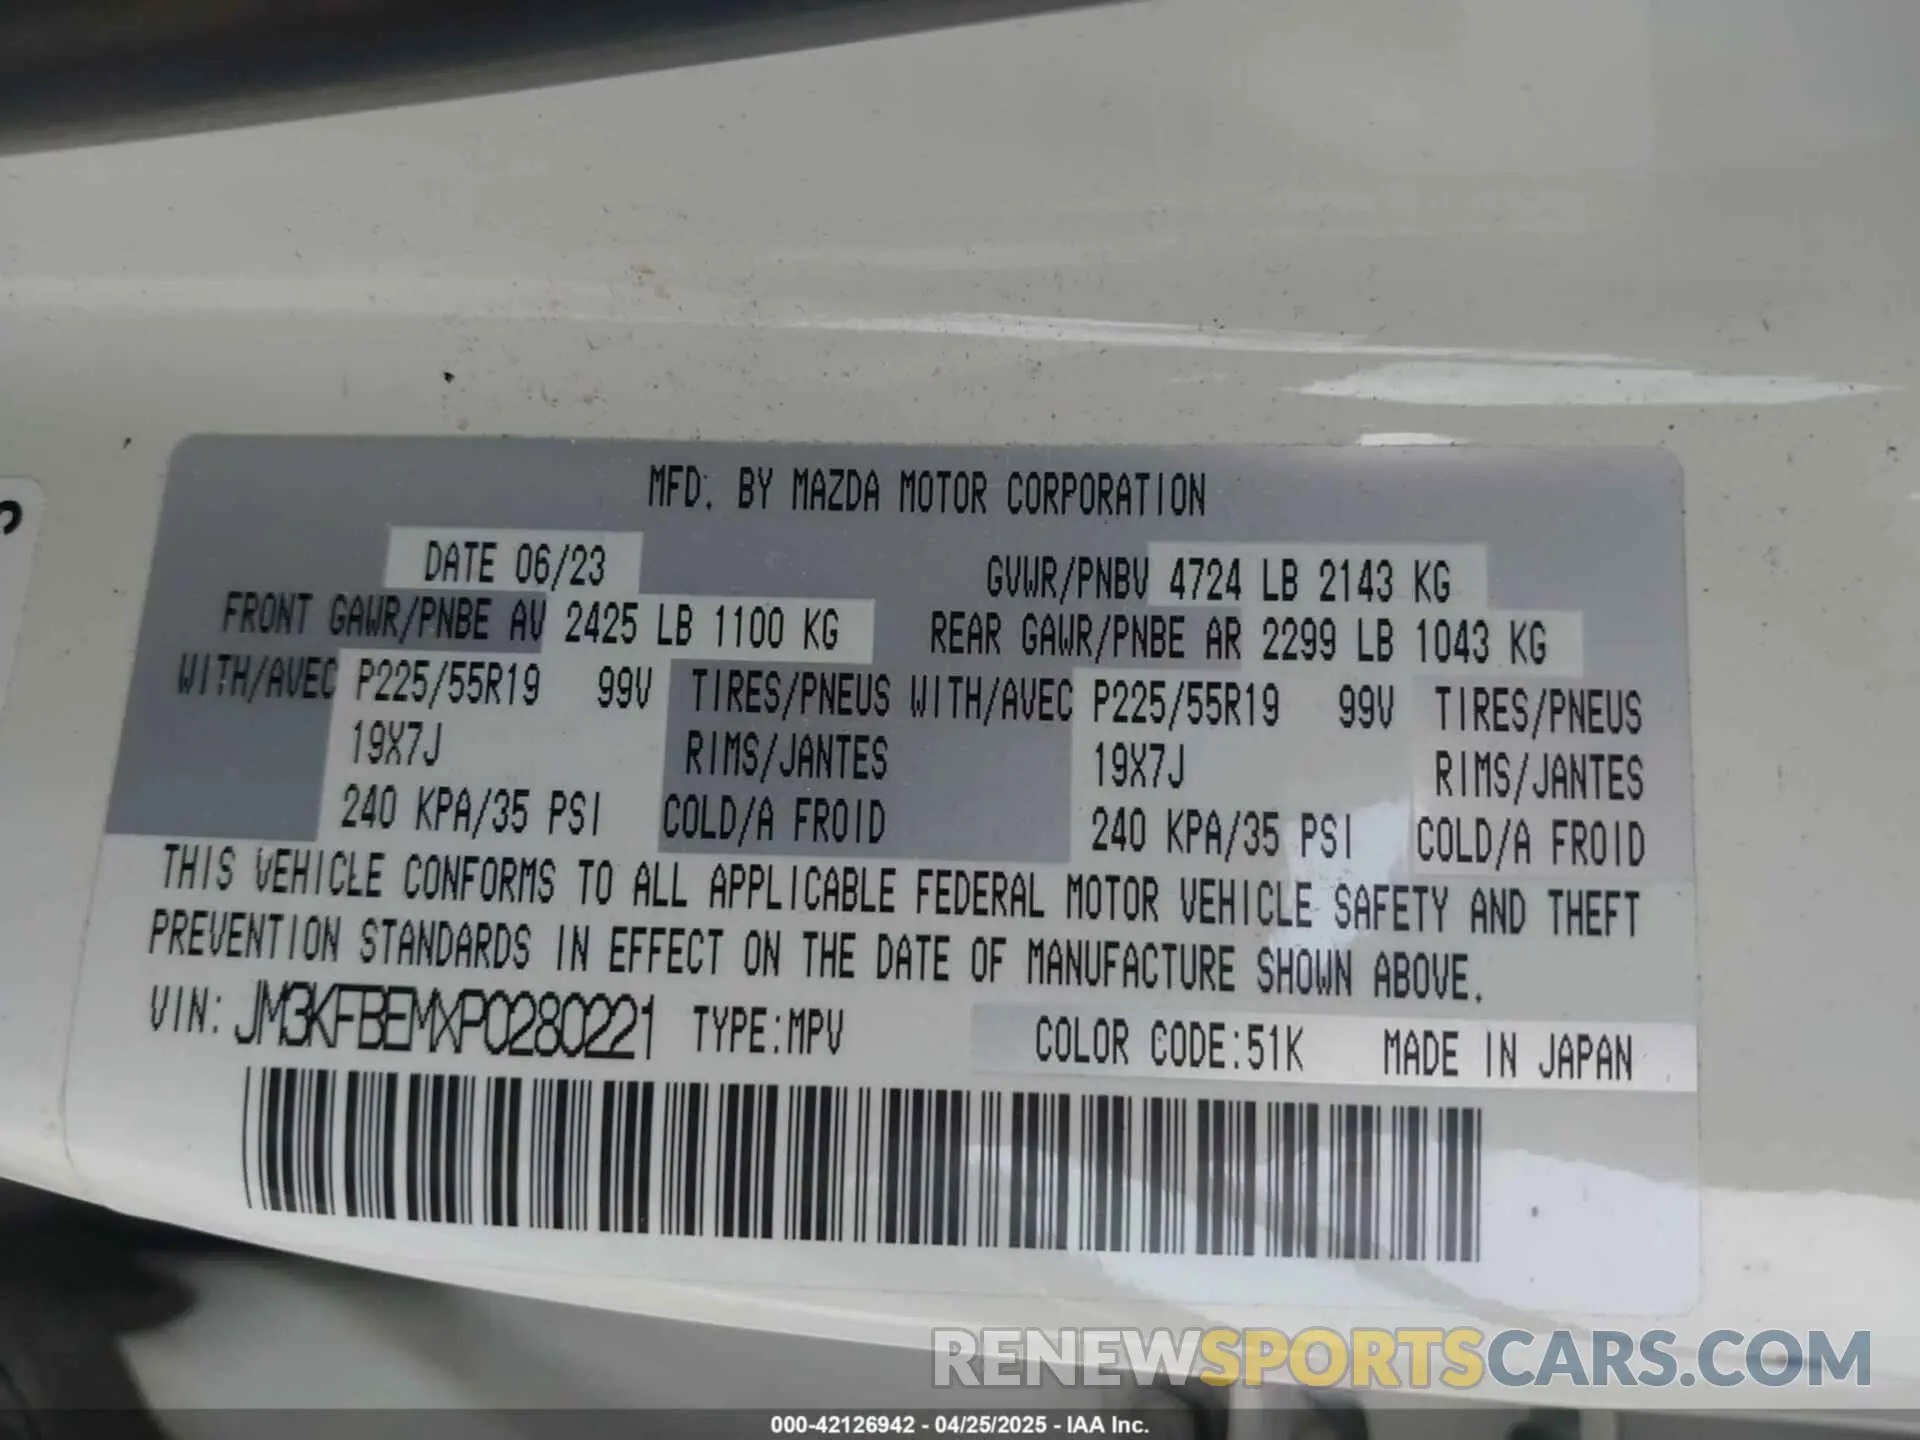 MFD. BY MAZDA MOTOR CORPORATION
DATE 06/23 GVWR/PNBV 4724 LB 2143 KG
FRONT GAWR/PNBE AV 2425 LB 1100 KG REAR GAWR/PNBE AR 2299 LB 1043 KG
WITH/AVEC P225/55R19 99V TIRES/PNEUS WITH/AVEC P225/55R19 99V TIRES/PNEUS
19X7J RIMS/JANTES 19X7J RIMS/JANTES
240 KPA/35 PSI COLD/A FROID 240 KPA/35 PSI COLD/A FROID
THIS VEHICLE CONFORMS TO ALL APPLICABLE FEDERAL MOTOR VEHICLE SAFETY AND THEFT
PREVENTION STANDARDS IN EFFECT ON THE DATE OF MANUFACTURE SHOWN ABOVE.
VIN: JM3KFBEMXP0280221 TYPE:MPV COLOR CODE:51K MADE IN JAPAN
RENEWSPORTSCARS.COM
000-42126942 - 04/25/2025 - IAA Inc.